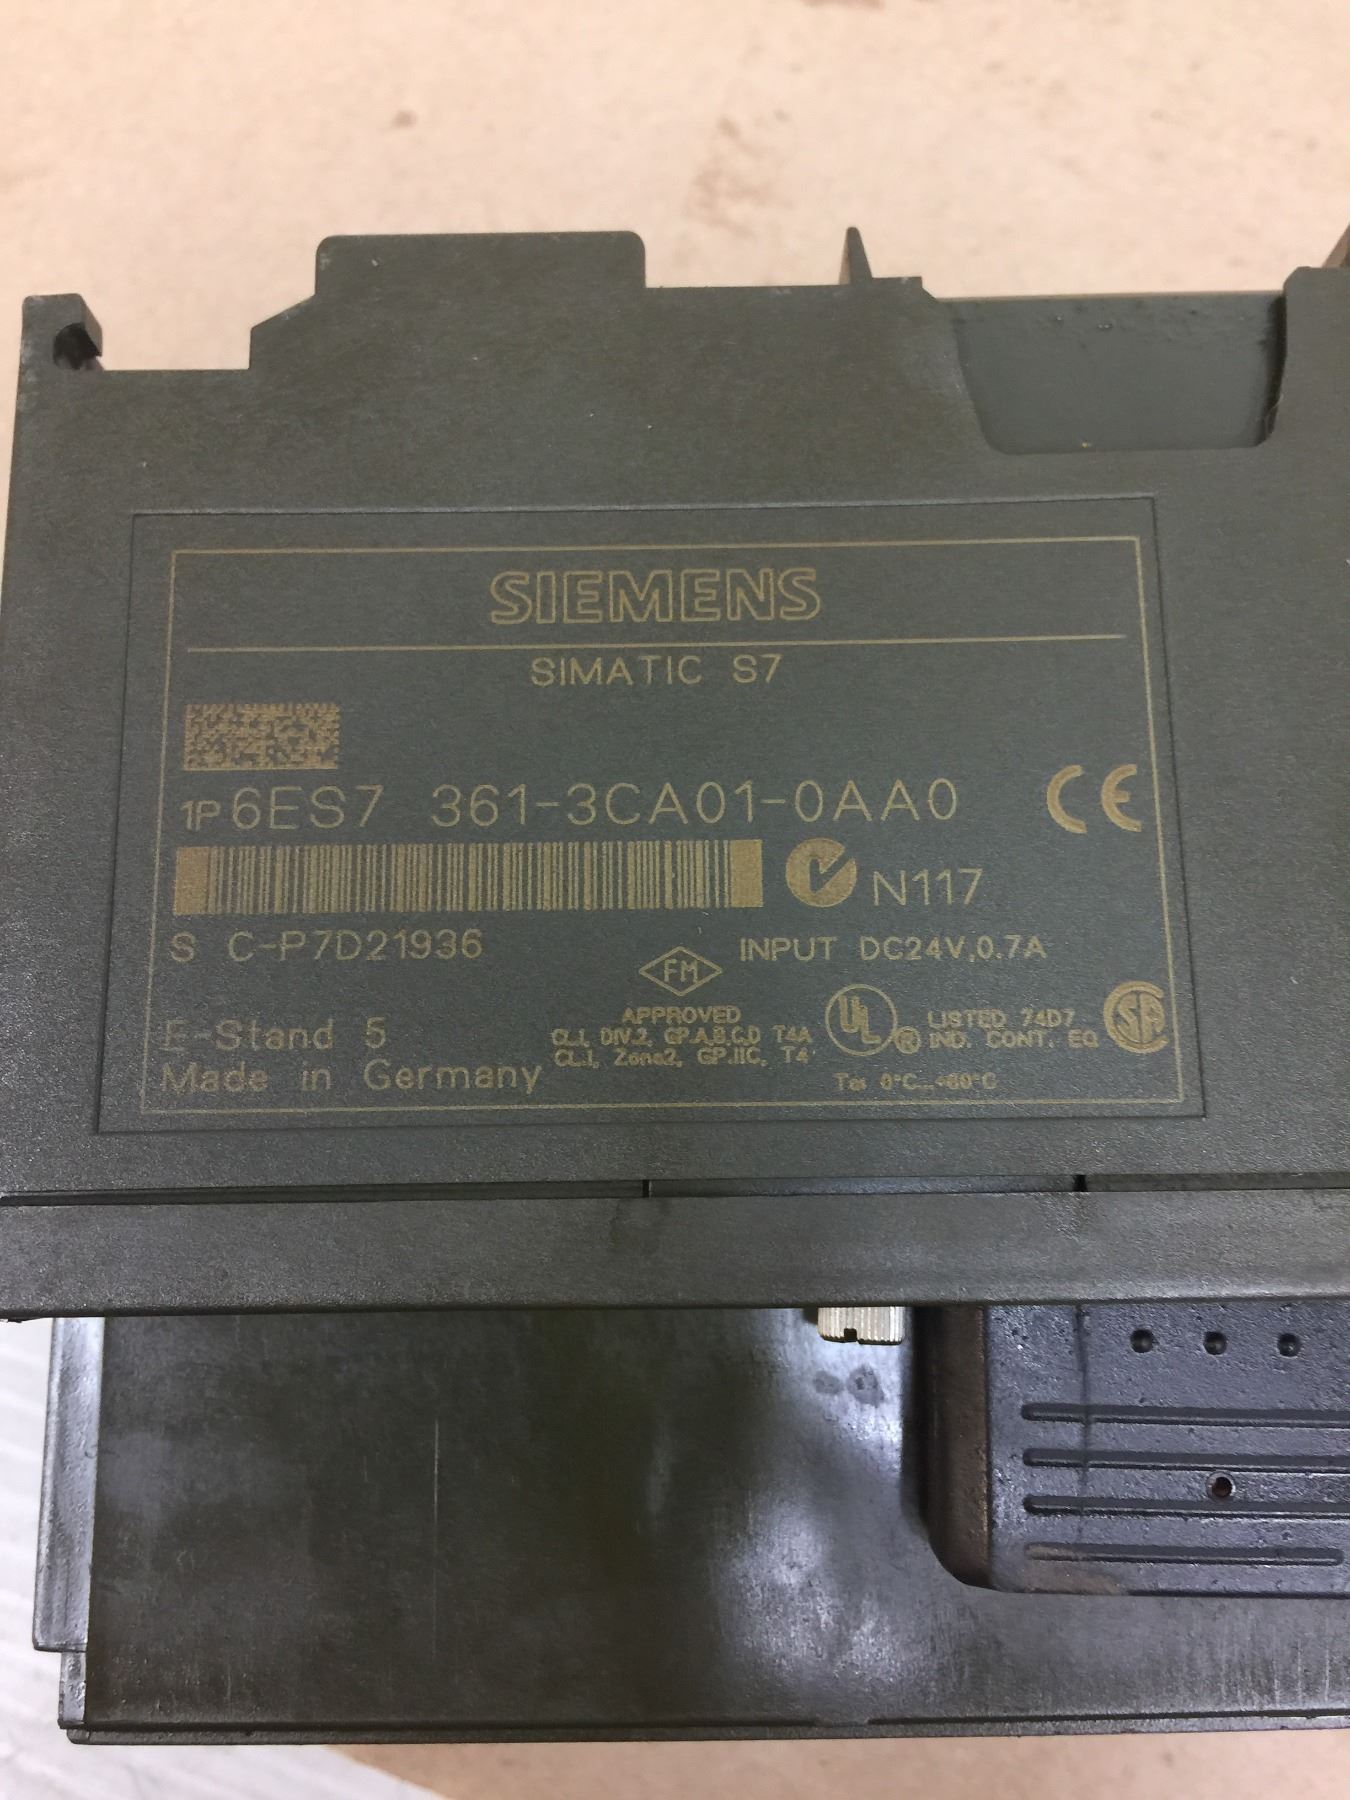 SIEMENS
SIMATIC S7
1P 6ES7 361-3CA01-0AA0
CE
N117
S C-P7D21936
FM
INPUT DC24V,0.7A
APPROVED
CL.I, DIV.2, GP.A,B,C,D T4A
CL.I, Zone2, GP.IIC, T4
UL ®
LISTED 74D7
IND. CONT. EQ
SA
E-Stand 5
Made in Germany
Ta: 0°C...+60°C